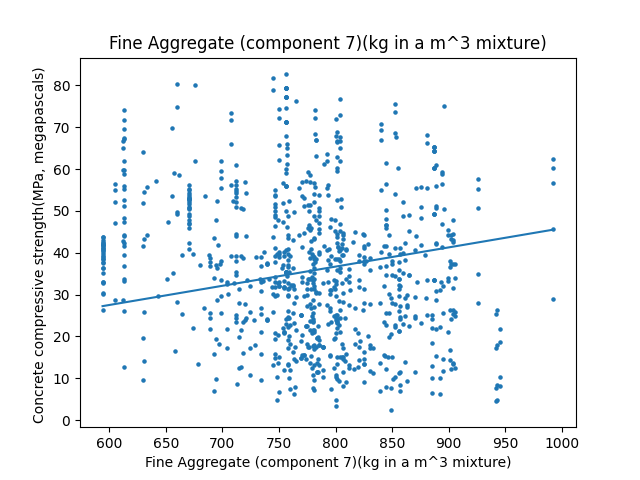 Fine Aggregate (component 7)(kg in a m^3 mixture)
Concrete compressive strength(MPa, megapascals)
80
70
60
50
40
30
20
10
0
600 650 700 750 800 850 900 950 1000
Fine Aggregate (component 7)(kg in a m^3 mixture)